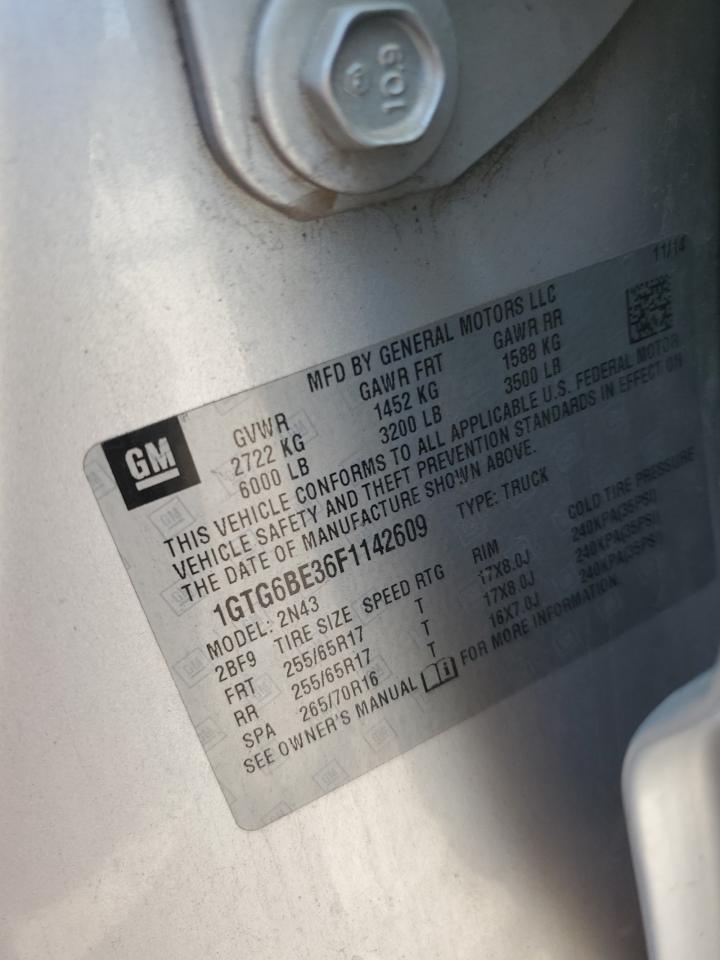 10.9
11/14
MFD BY GENERAL MOTORS LLC
GM
GVWR GAWR FRT GAWR RR
2722 KG 1452 KG 1588 KG
6000 LB 3200 LB 3500 LB
THIS VEHICLE CONFORMS TO ALL APPLICABLE U.S. FEDERAL MOTOR
VEHICLE SAFETY AND THEFT PREVENTION STANDARDS IN EFFECT ON
THE DATE OF MANUFACTURE SHOWN ABOVE.
1GTG6BE36F1142609 TYPE: TRUCK
MODEL: 2N43
2BF9 TIRE SIZE SPEED RTG RIM COLD TIRE PRESSURE
FRT 255/65R17 T 17X8.0J 240KPA(35PSI)
RR 255/65R17 T 17X8.0J 240KPA(35PSI)
SPA 265/70R16 T 16X7.0J 240KPA(35PSI)
SEE OWNER'S MANUAL FOR MORE INFORMATION.